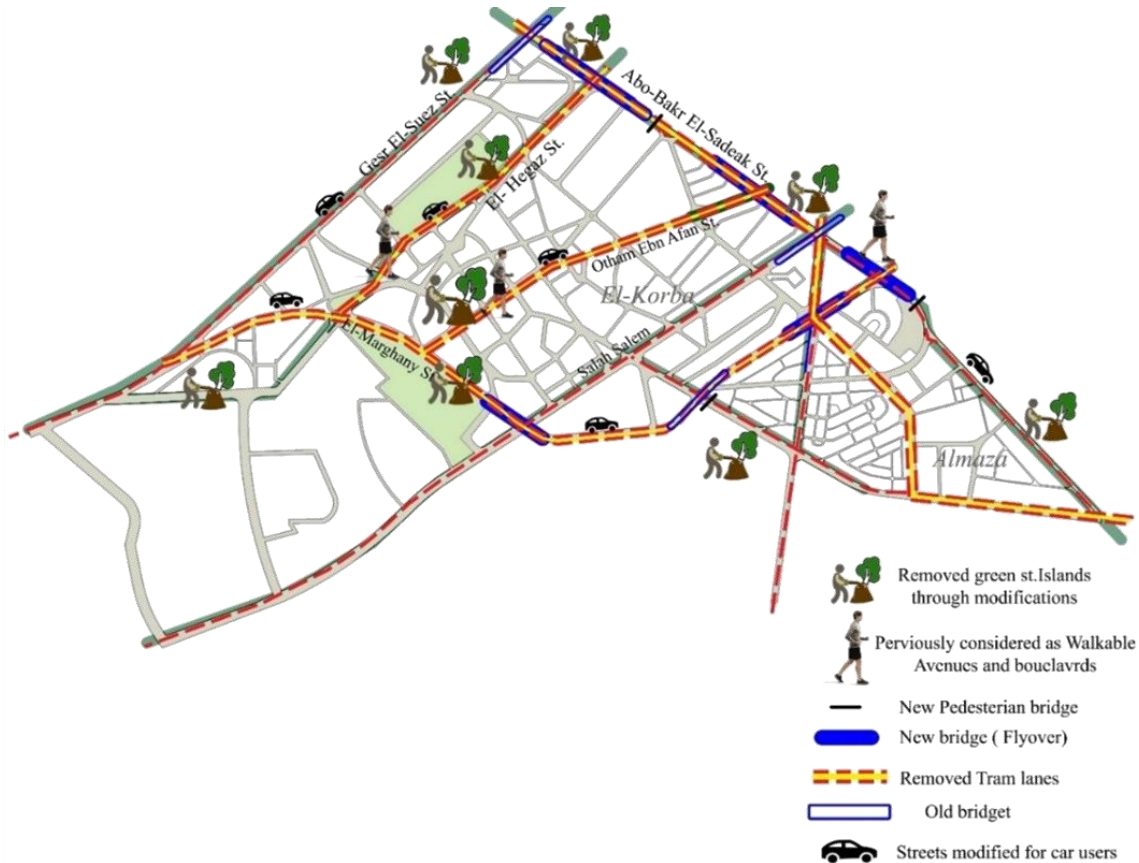 Abo-Bakr El-Sadeak St.
Gesr El-Suez St.
El- Hegaz St.
Otham Ebn Afan St.
El-Korba
El-Marghany St.
Salah Salem
Almaza
Removed green st.Islands
through modifications
Perviously considered as Walkable
Avenues and bouclavrds
New Pedesterian bridge
New bridge ( Flyover)
Removed Tram lanes
Old bridget
Streets modified for car users